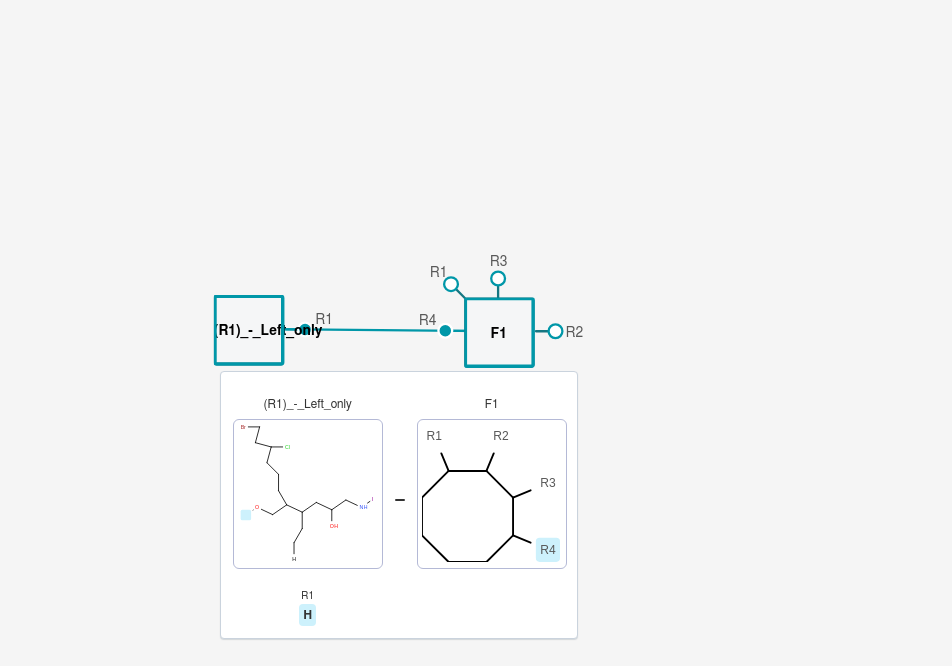 R3
R1
R1
R4
(R1)_-_Left_only
F1
R2
(R1)_-_Left_only
F1
Br
Cl
O
I
NH
OH
H
R1
R2
R3
R4
R1
H